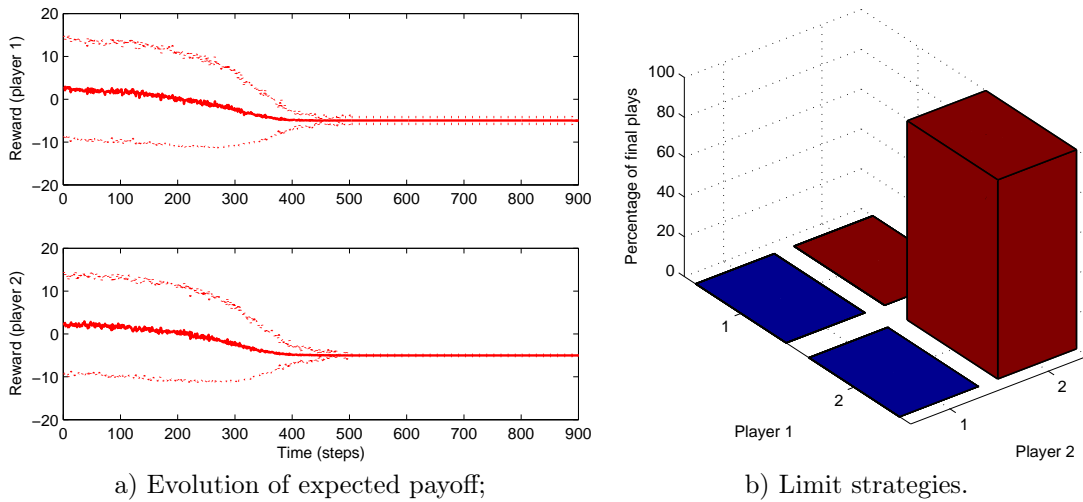 20
10
0
−10
−20
Reward (player 1)
0 100 200 300 400 500 600 700 800 900
20
10
0
−10
−20
Reward (player 2)
0 100 200 300 400 500 600 700 800 900
Time (steps)
a) Evolution of expected payoff;
100
80
60
40
20
0
Percentage of final plays
1
2
Player 1
1
2
Player 2
b) Limit strategies.